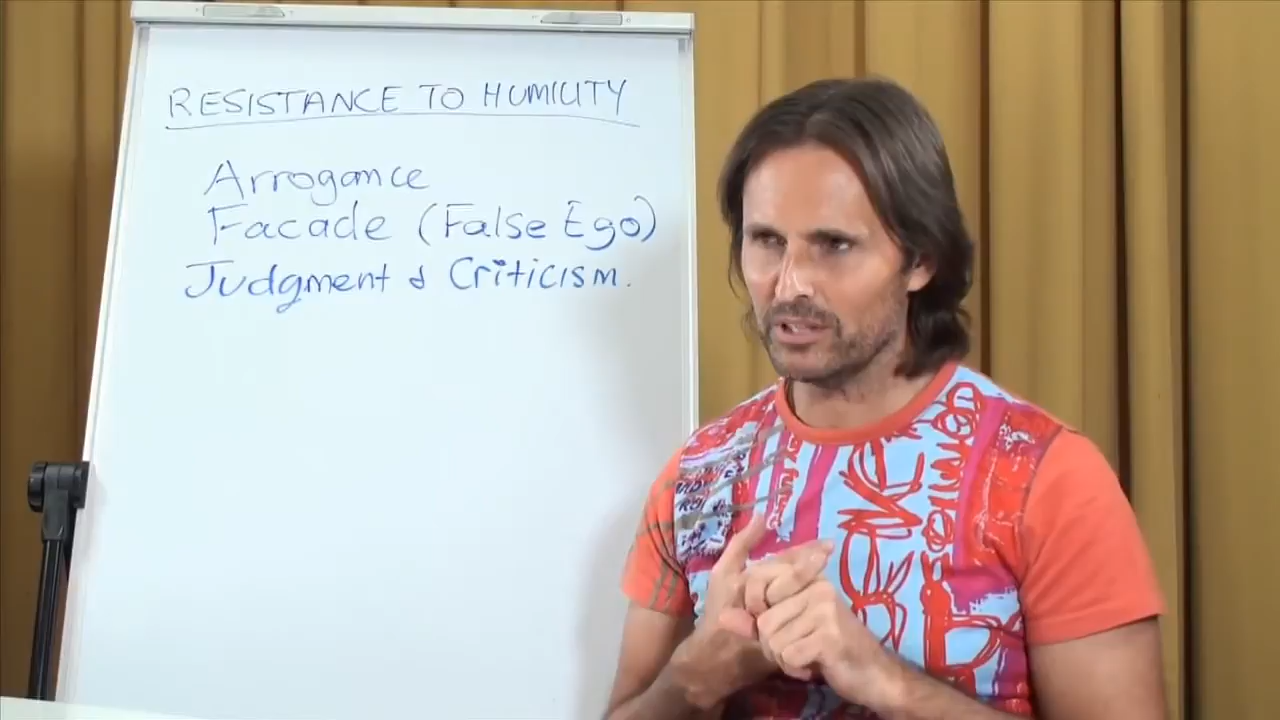 RESISTANCE TO HUMILITY
Arrogance
Facade (False Ego)
Judgment & Criticism.